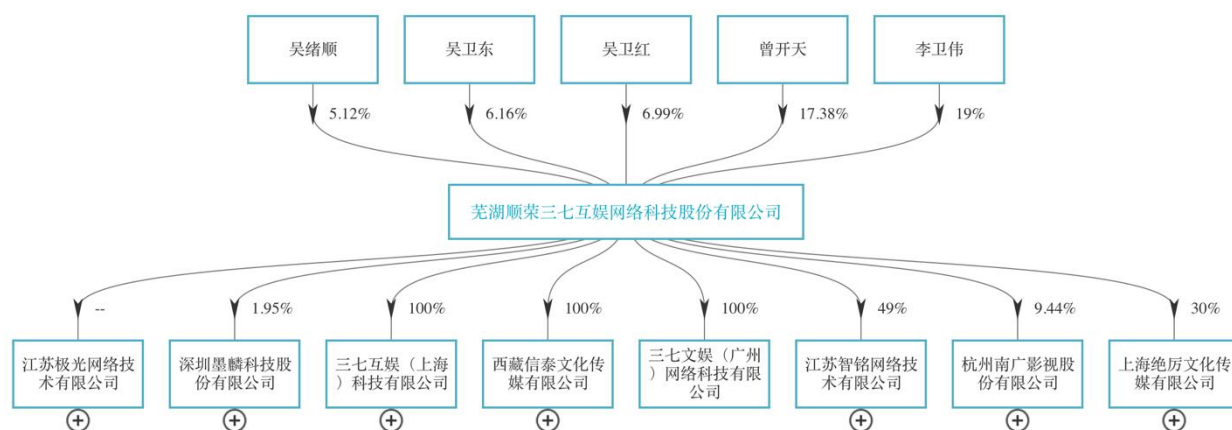 吴绪顺
吴卫东
吴卫红
曾开天
李卫伟
5.12%
6.16%
6.99%
17.38%
19%
芜湖顺荣三七互娱网络科技股份有限公司
--
1.95%
100%
100%
100%
49%
9.44%
30%
江苏极光网络技
术有限公司
深圳墨麟科技股
份有限公司
三七互娱（上海
）科技有限公司
西藏信泰文化传
媒有限公司
三七文娱（广州
）网络科技有限公
司
江苏智铭网络技
术有限公司
杭州南广影视股
份有限公司
上海绝厉文化传
媒有限公司